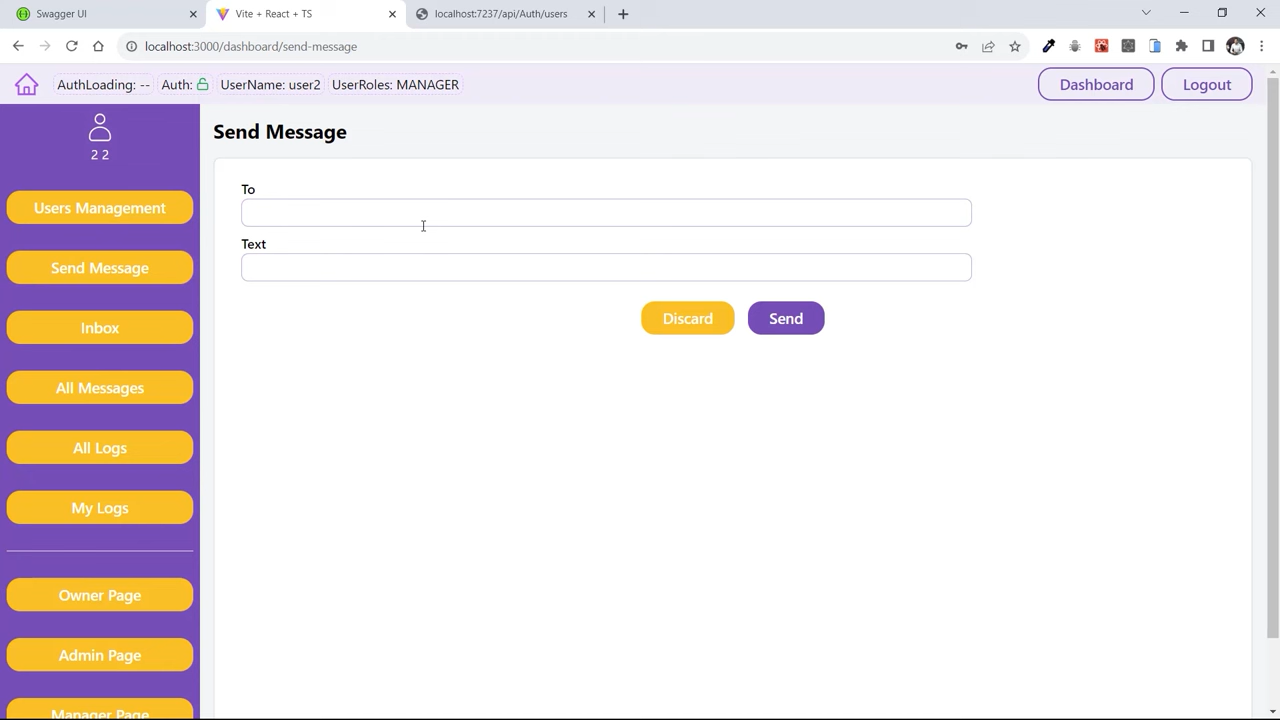 Swagger UI
Vite + React + TS
localhost:7237/api/Auth/users
localhost:3000/dashboard/send-message
AuthLoading: --
Auth:
UserName: user2
UserRoles: MANAGER
Dashboard
Logout
2 2
Users Management
Send Message
Inbox
All Messages
All Logs
My Logs
Owner Page
Admin Page
Manager Page
Send Message
To
Text
Discard
Send